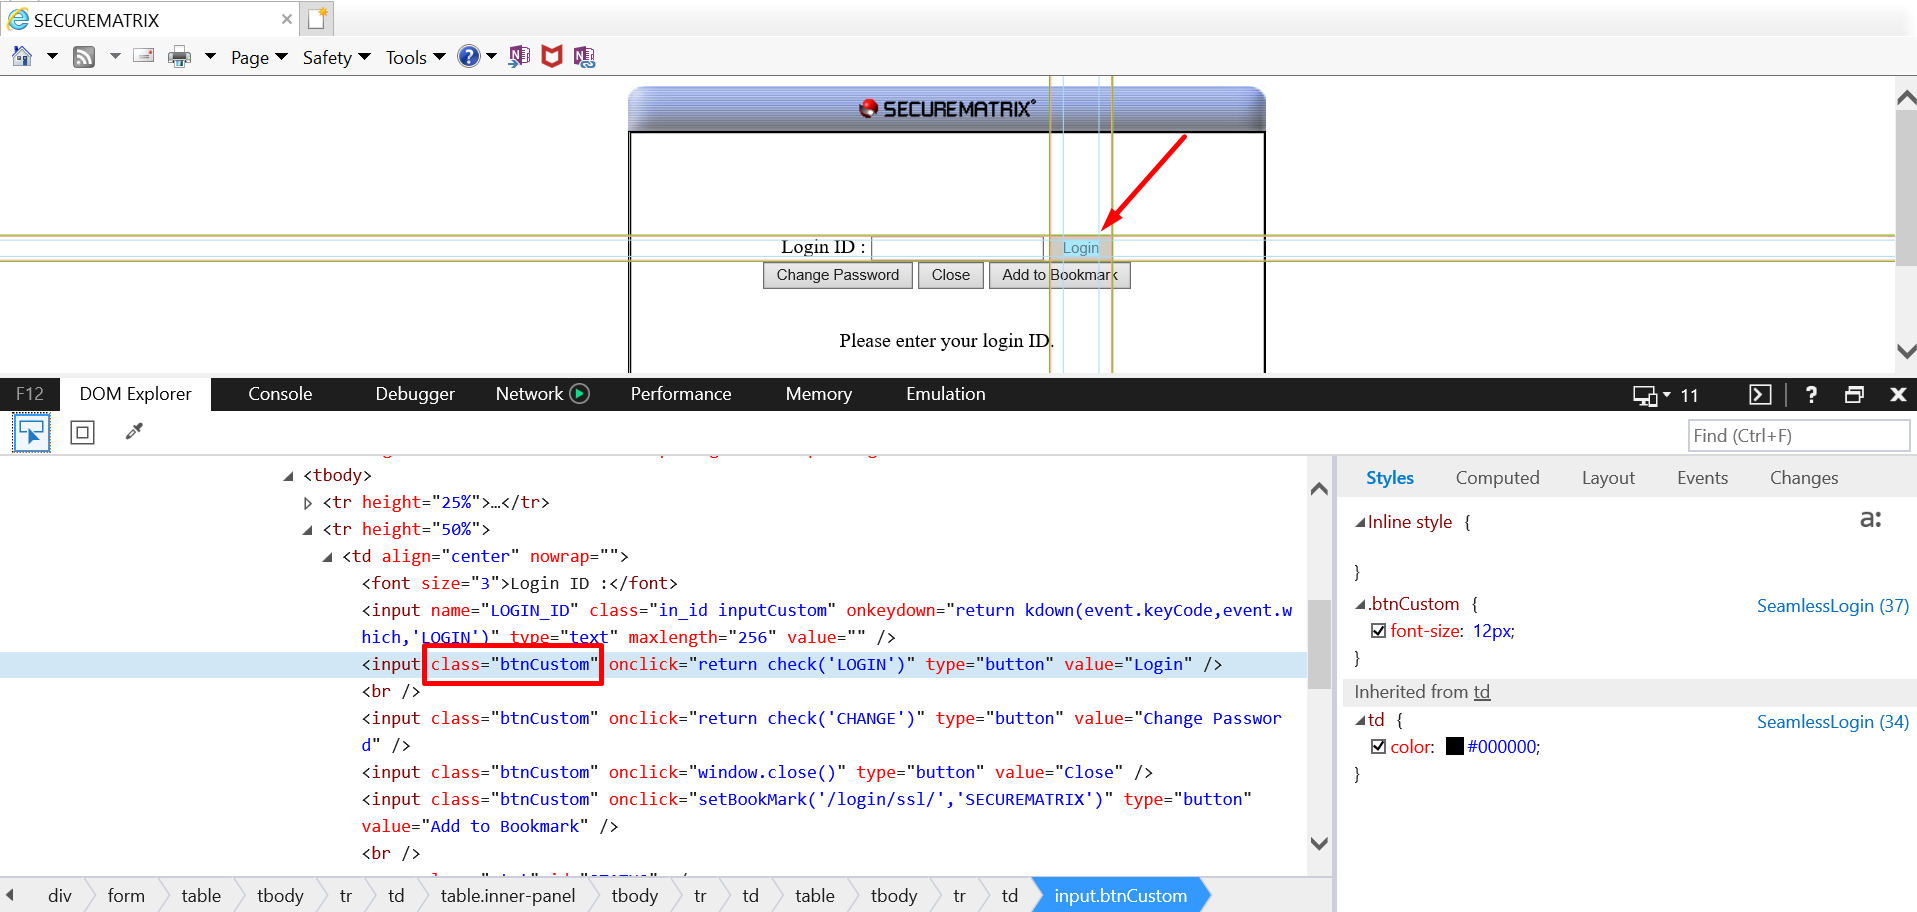 SECUREMATRIX
Page Safety Tools
SECUREMATRIX
Login ID : Login
Change Password Close Add to Bookmark
Please enter your login ID.
F12 DOM Explorer Console Debugger Network Performance Memory Emulation 11 ?
Find (Ctrl+F)
<tbody>
<tr height="25%">…</tr>
<tr height="50%">
<td align="center" nowrap="">
<font size="3">Login ID :</font>
<input name="LOGIN_ID" class="in_id inputCustom" onkeydown="return kdown(event.keyCode,event.w
hich,'LOGIN')" type="text" maxlength="256" value="" />
<input class="btnCustom" onclick="return check('LOGIN')" type="button" value="Login" />
<br />
<input class="btnCustom" onclick="return check('CHANGE')" type="button" value="Change Passwor
d" />
<input class="btnCustom" onclick="window.close()" type="button" value="Close" />
<input class="btnCustom" onclick="setBookMark('/login/ssl/','SECUREMATRIX')" type="button"
value="Add to Bookmark" />
<br />
div form table tbody tr td table.inner-panel tbody tr td table tbody tr td input.btnCustom
Styles Computed Layout Events Changes
Inline style {
a:
}
.btnCustom { SeamlessLogin (37)
font-size: 12px;
}
Inherited from td
td { SeamlessLogin (34)
color: #000000;
}